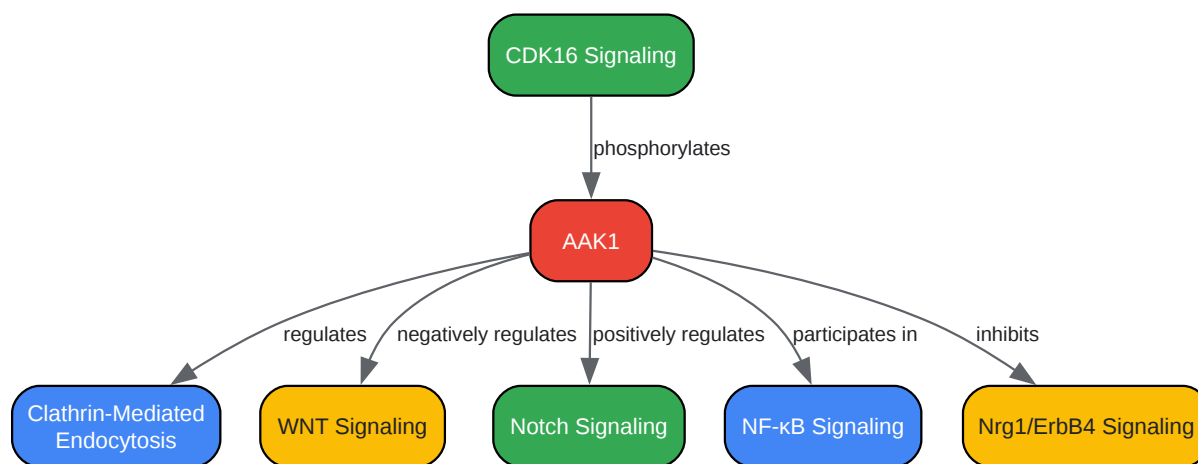 CDK16 Signaling
phosphorylates
AAK1
regulates
negatively regulates
positively regulates
participates in
inhibits
Clathrin-Mediated
Endocytosis
WNT Signaling
Notch Signaling
NF-κB Signaling
Nrg1/ErbB4 Signaling